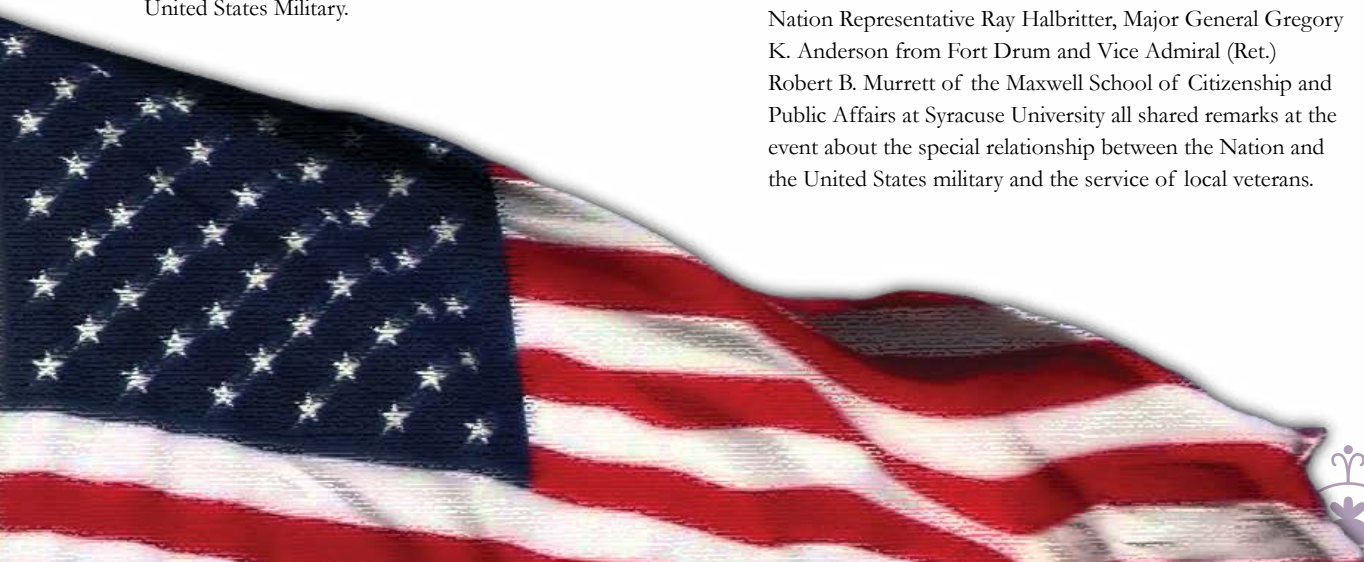 United States Military.
Nation Representative Ray Halbritter, Major General Gregory
K. Anderson from Fort Drum and Vice Admiral (Ret.)
Robert B. Murrett of the Maxwell School of Citizenship and
Public Affairs at Syracuse University all shared remarks at the
event about the special relationship between the Nation and
the United States military and the service of local veterans.